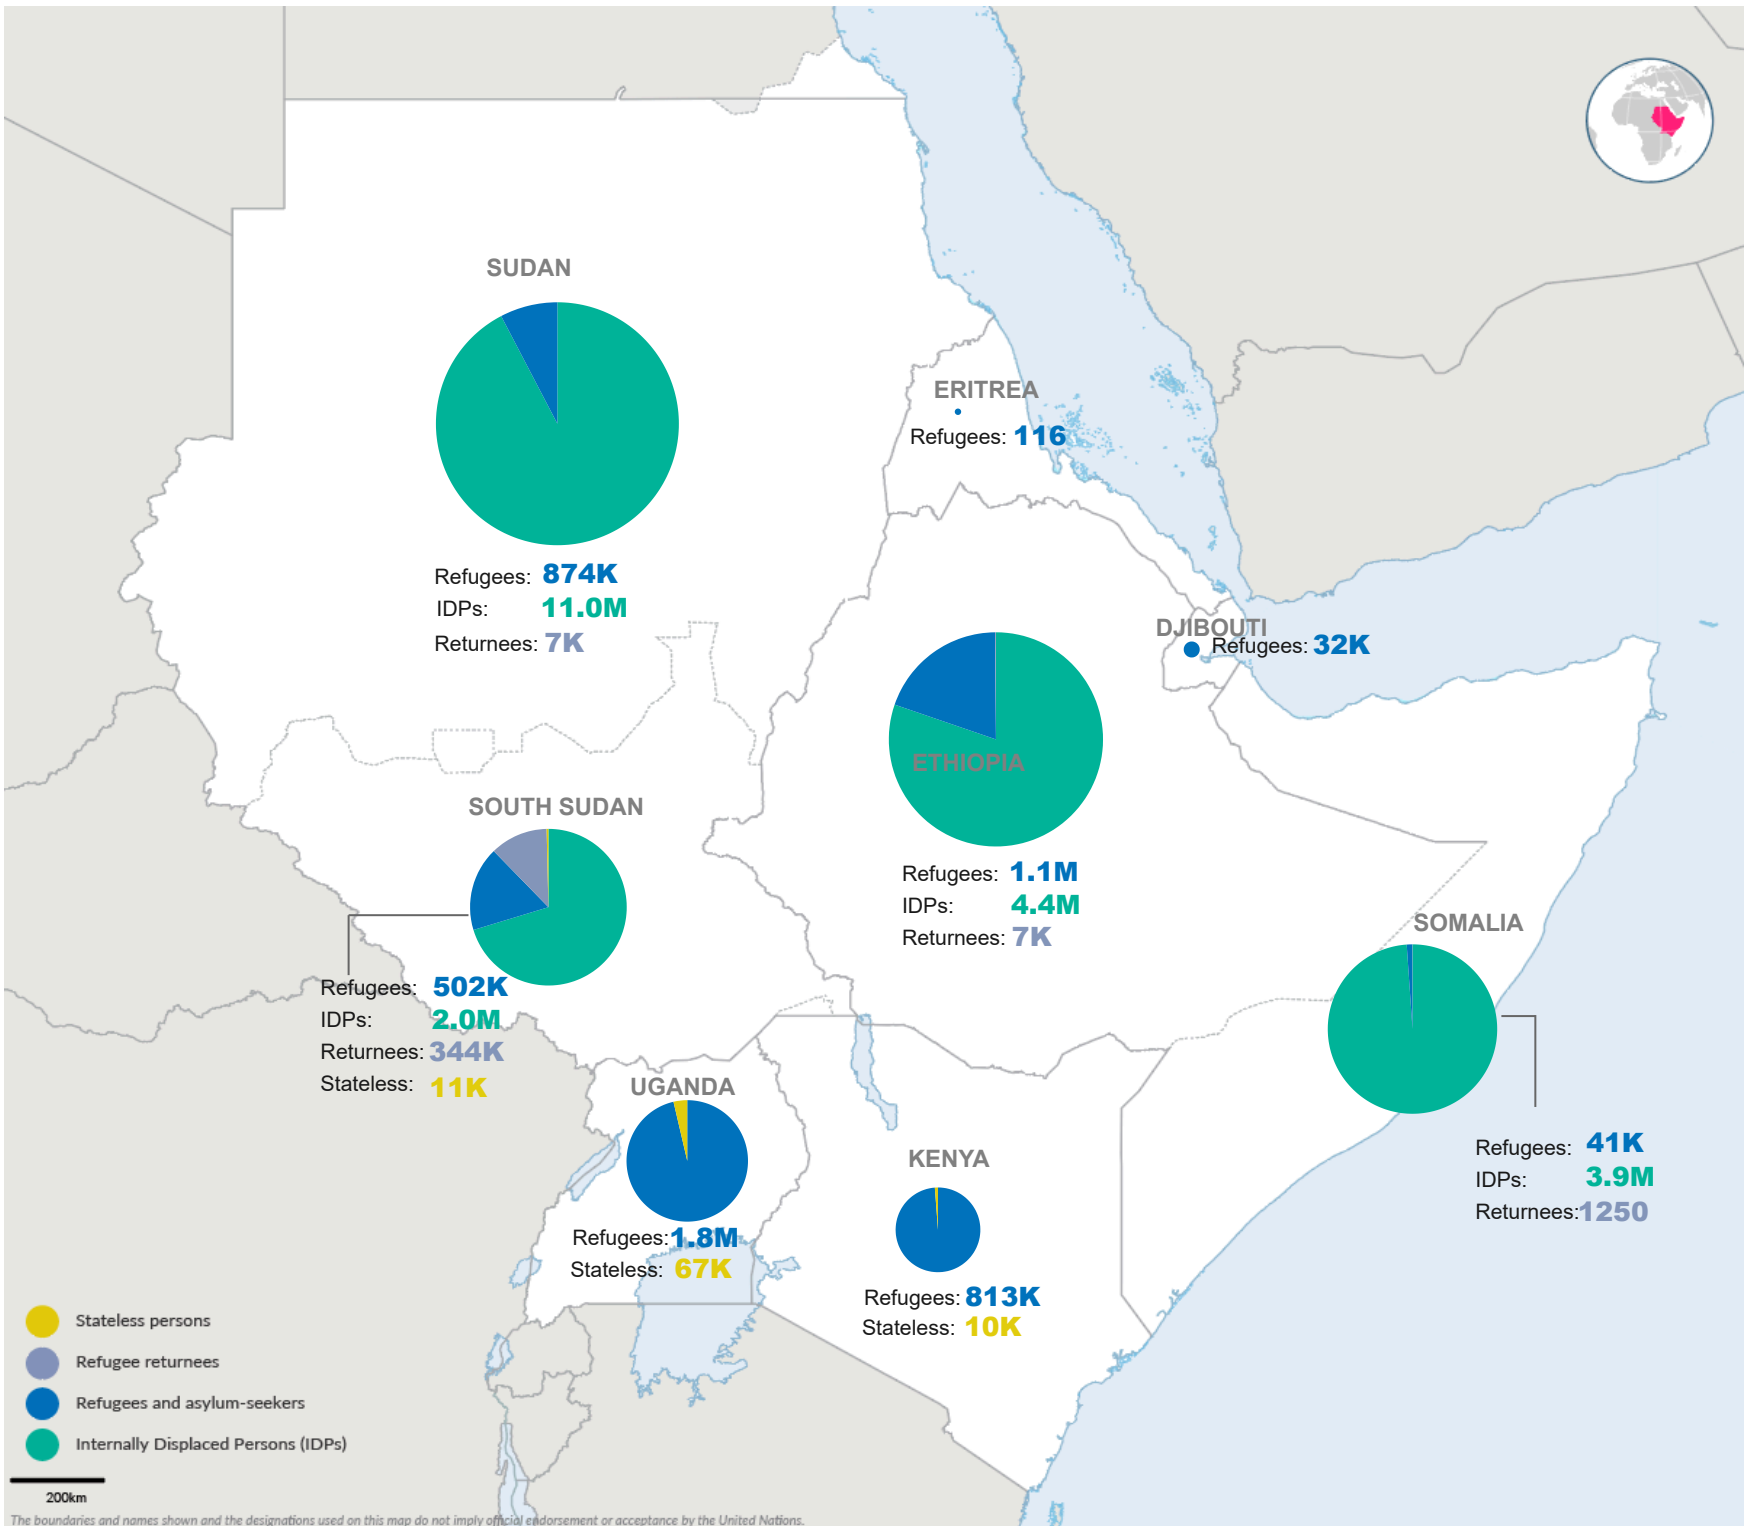 SUDAN
Refugees: 874K
IDPs: 11.0M
Returnees: 7K
ERITREA
Refugees: 116
DJIBOUTI
Refugees: 32K
ETHIOPIA
Refugees: 1.1M
IDPs: 4.4M
Returnees: 7K
SOUTH SUDAN
Refugees: 502K
IDPs: 2.0M
Returnees: 344K
Stateless: 11K
SOMALIA
Refugees: 41K
IDPs: 3.9M
Returnees: 1250
UGANDA
Refugees: 1.8M
Stateless: 67K
KENYA
Refugees: 813K
Stateless: 10K
Stateless persons
Refugee returnees
Refugees and asylum-seekers
Internally Displaced Persons (IDPs)
200km
The boundaries and names shown and the designations used on this map do not imply official endorsement or acceptance by the United Nations.